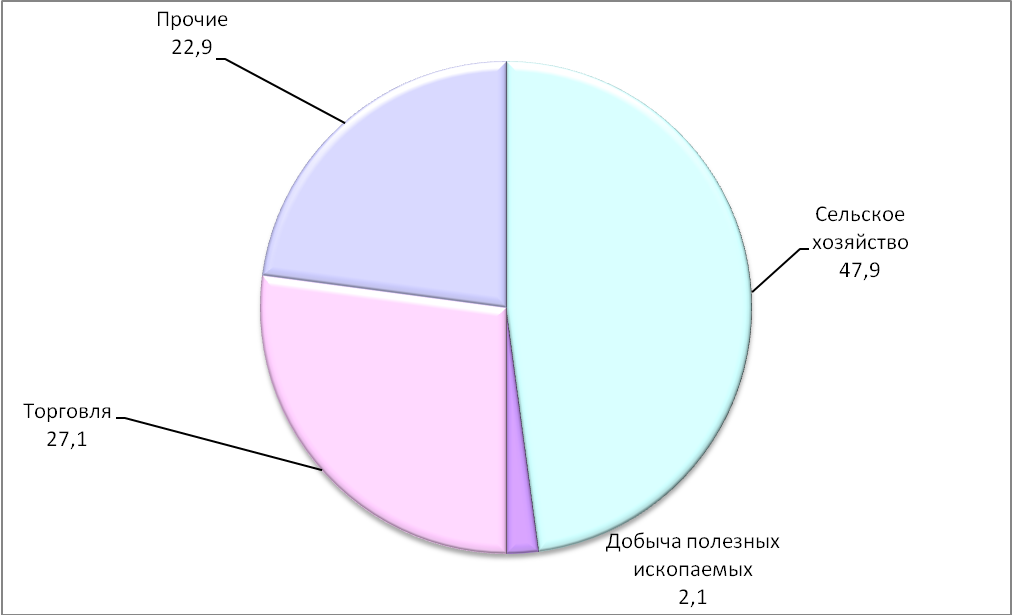 Прочие
22,9
Сельское
хозяйство
47,9
Торговля
27,1
Добыча полезных
ископаемых
2,1